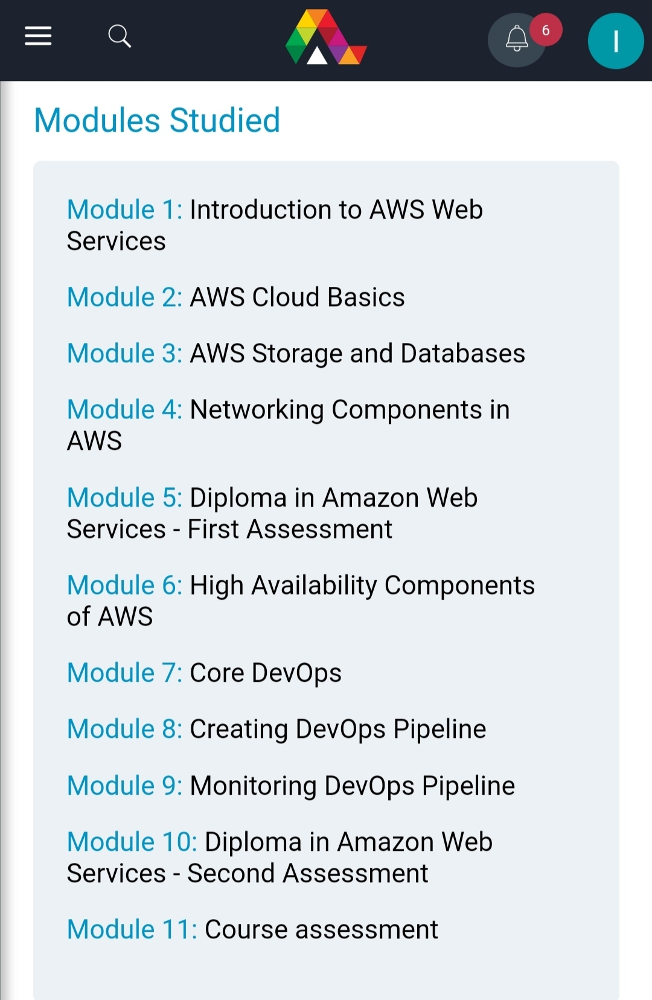 6
I
Modules Studied
Module 1: Introduction to AWS Web
Services
Module 2: AWS Cloud Basics
Module 3: AWS Storage and Databases
Module 4: Networking Components in
AWS
Module 5: Diploma in Amazon Web
Services - First Assessment
Module 6: High Availability Components
of AWS
Module 7: Core DevOps
Module 8: Creating DevOps Pipeline
Module 9: Monitoring DevOps Pipeline
Module 10: Diploma in Amazon Web
Services - Second Assessment
Module 11: Course assessment